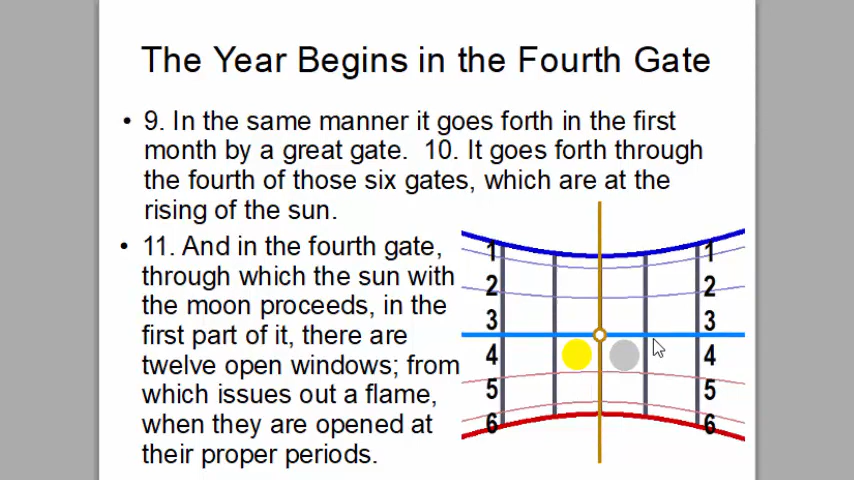 The Year Begins in the Fourth Gate
• 9. In the same manner it goes forth in the first
month by a great gate.  10. It goes forth through
the fourth of those six gates, which are at the
rising of the sun.
• 11. And in the fourth gate,
through which the sun with
the moon proceeds, in the
first part of it, there are
twelve open windows; from
which issues out a flame,
when they are opened at
their proper periods.
1 1
2 2
3 3
4 4
5 5
6 6